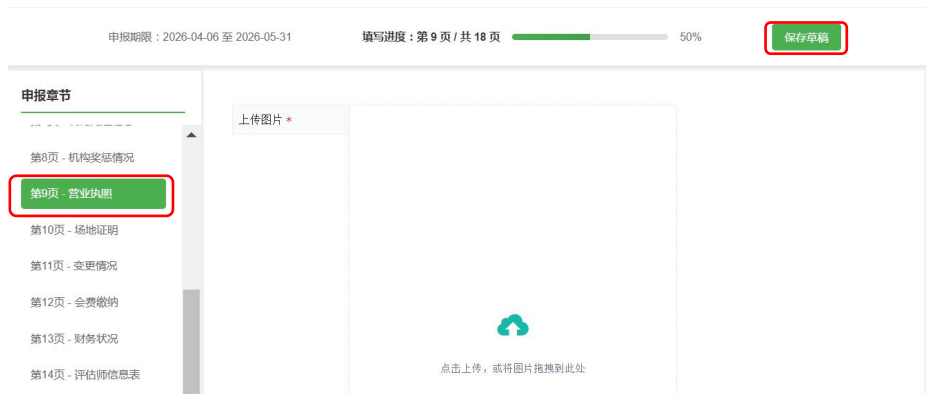 申报期限：2026-04-06 至 2026-05-31
填写进度：第 9 页 / 共 18 页
50%
保存草稿
申报章节
第8页 - 机构奖惩情况
第9页 - 营业执照
第10页 - 场地证明
第11页 - 变更情况
第12页 - 会费缴纳
第13页 - 财务状况
第14页 - 评估师信息表
上传图片 *
点击上传，或将图片拖拽到此处